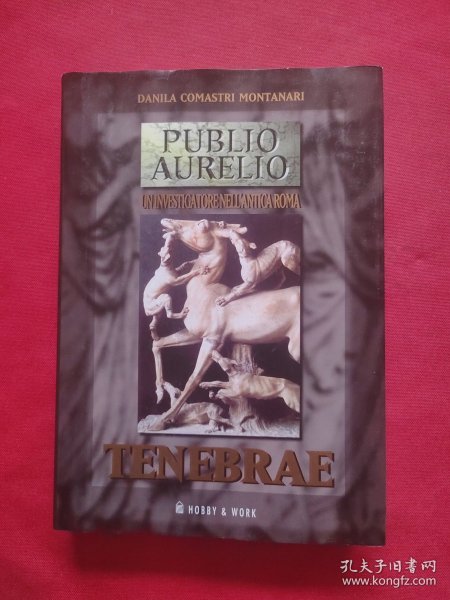 DANILA COMASTRI MONTANARI
PUBLIO
AURELIO
UN INVESTIGATORE NELL'ANTICA ROMA
TENEBRAE
HOBBY & WORK
孔夫子旧书网
www.kongfz.com